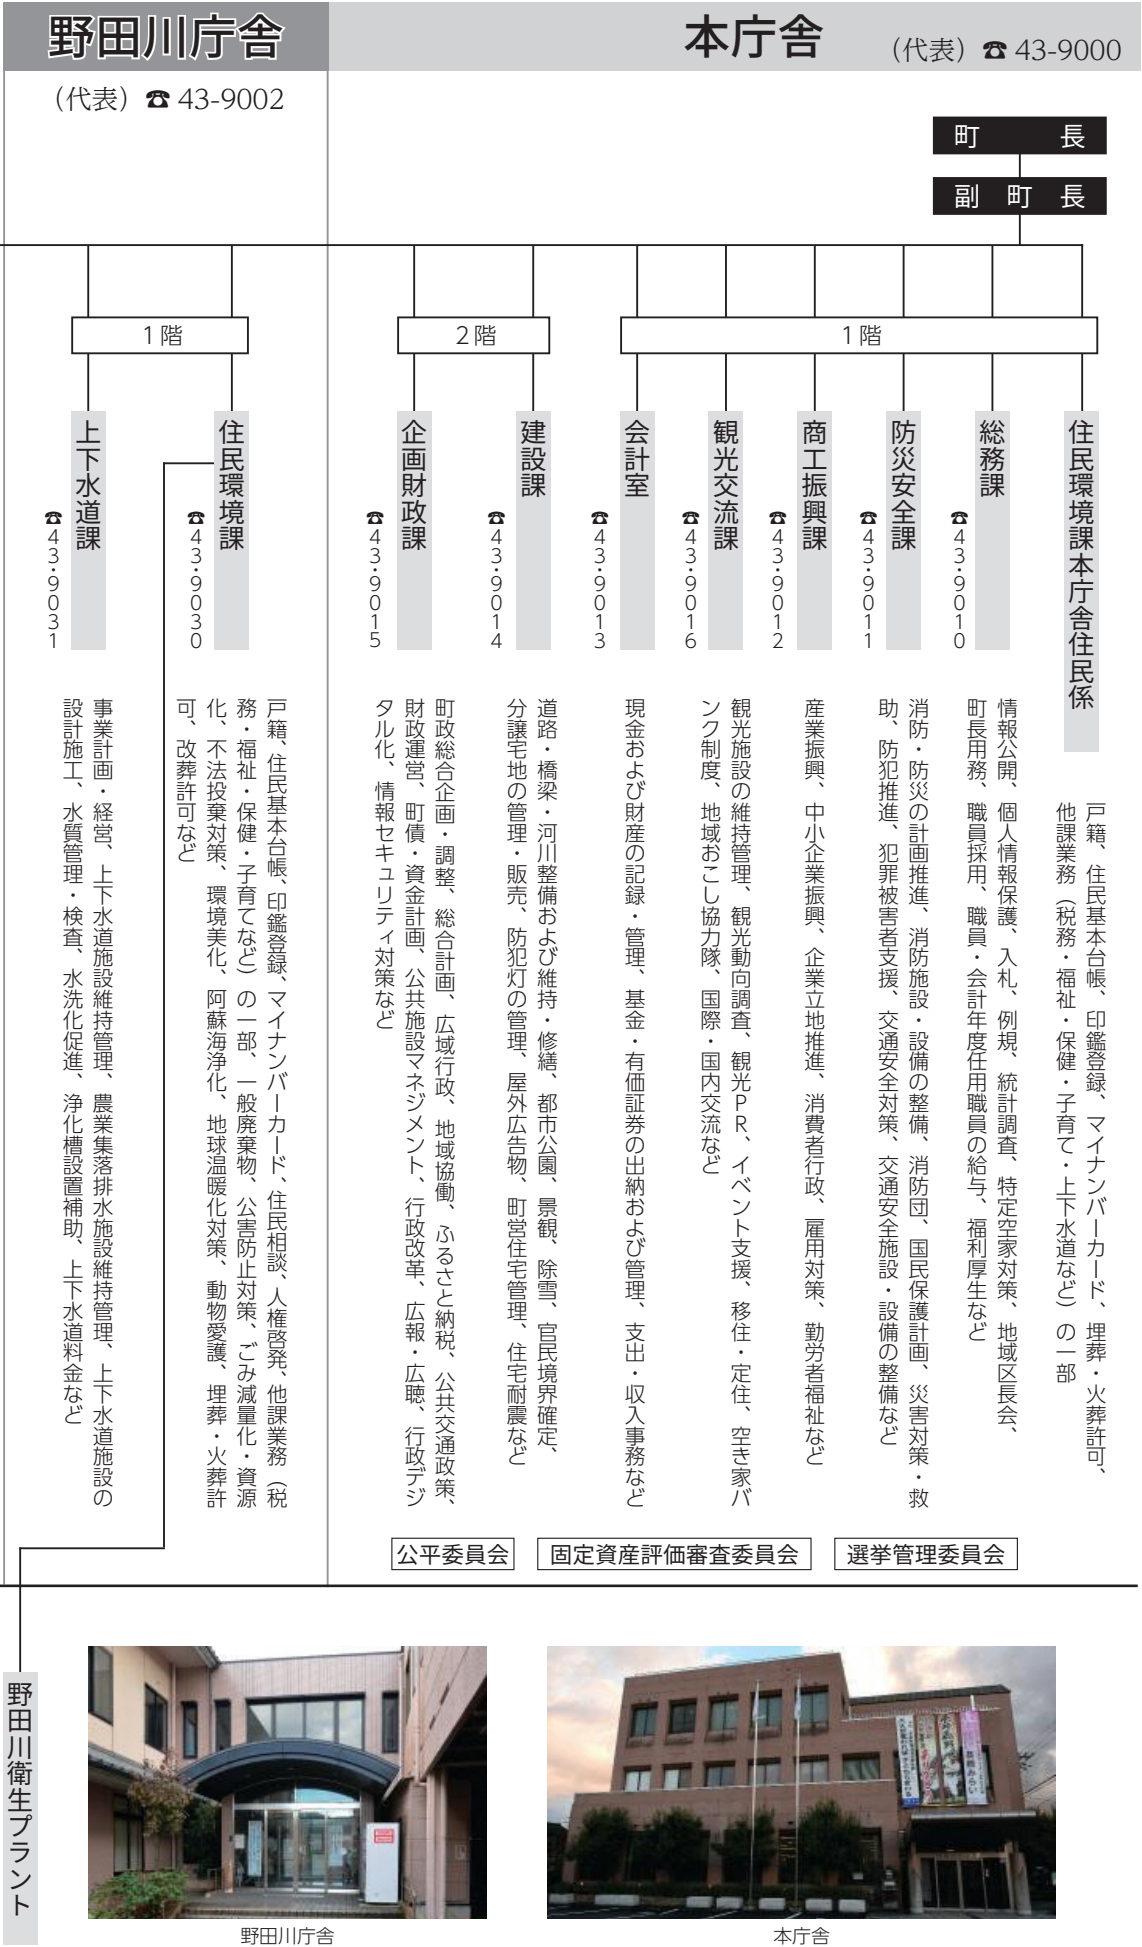 本庁舎
（代表）☎ 43-9000
町長
副町長
1階
住民環境課本庁舎住民係
戸籍、住民基本台帳、印鑑登録、マイナンバーカード、埋葬・火葬許可、
他課業務（税務・福祉・保健・子育て・上下水道など）の一部
総務課
☎43・9010
情報公開、個人情報保護、入札、例規、統計調査、特定空家対策、地域区長会、
町長用務、職員採用、職員・会計年度任用職員の給与、福利厚生など
防災安全課
☎43・9011
消防・防災の計画推進、消防施設・設備の整備、消防団、国民保護計画、災害対策・救
助、防犯推進、犯罪被害者支援、交通安全対策、交通安全施設・設備の整備など
商工振興課
☎43・9012
産業振興、中小企業振興、企業立地推進、消費者行政、雇用対策、勤労者福祉など
観光交流課
☎43・9016
観光施設の維持管理、観光動向調査、観光PR、イベント支援、移住・定住、空き家バ
ンク制度、地域おこし協力隊、国際・国内交流など
会計室
☎43・9013
現金および財産の記録・管理、基金・有価証券の出納および管理、支出・収入事務など
2階
建設課
☎43・9014
道路・橋梁・河川整備および維持・修繕、都市公園、景観、除雪、官民境界確定、
分譲宅地の管理・販売、防犯灯の管理、屋外広告物、町営住宅管理、住宅耐震など
企画財政課
☎43・9015
町政総合企画・調整、総合計画、広域行政、地域協働、ふるさと納税、公共交通政策、
財政運営、町債・資金計画、公共施設マネジメント、行政改革、広報・広聴、行政デジ
タル化、情報セキュリティ対策など
選挙管理委員会
固定資産評価審査委員会
公平委員会
野田川庁舎
（代表）☎ 43-9002
1階
住民環境課
☎43・9030
戸籍、住民基本台帳、印鑑登録、マイナンバーカード、住民相談、人権啓発、他課業務（税
務・福祉・保健・子育てなど）の一部、一般廃棄物、公害防止対策、ごみ減量化・資源
化、不法投棄対策、環境美化、阿蘇海浄化、地球温暖化対策、動物愛護、埋葬・火葬許
可、改葬許可など
上下水道課
☎43・9031
事業計画・経営、上下水道施設維持管理、農業集落排水施設維持管理、上下水道施設の
設計施工、水質管理・検査、水洗化促進、浄化槽設置補助、上下水道料金など
野田川衛生プラント
野田川庁舎
本庁舎